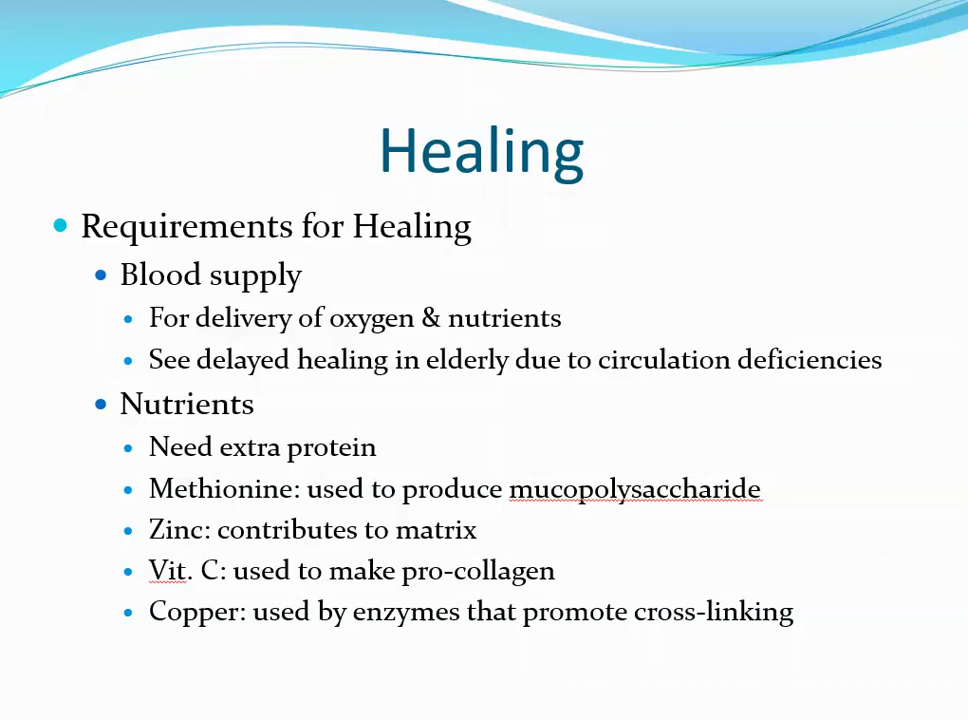 Healing
Requirements for Healing
Blood supply
For delivery of oxygen & nutrients
See delayed healing in elderly due to circulation deficiencies
Nutrients
Need extra protein
Methionine: used to produce mucopolysaccharide
Zinc: contributes to matrix
Vit. C: used to make pro-collagen
Copper: used by enzymes that promote cross-linking